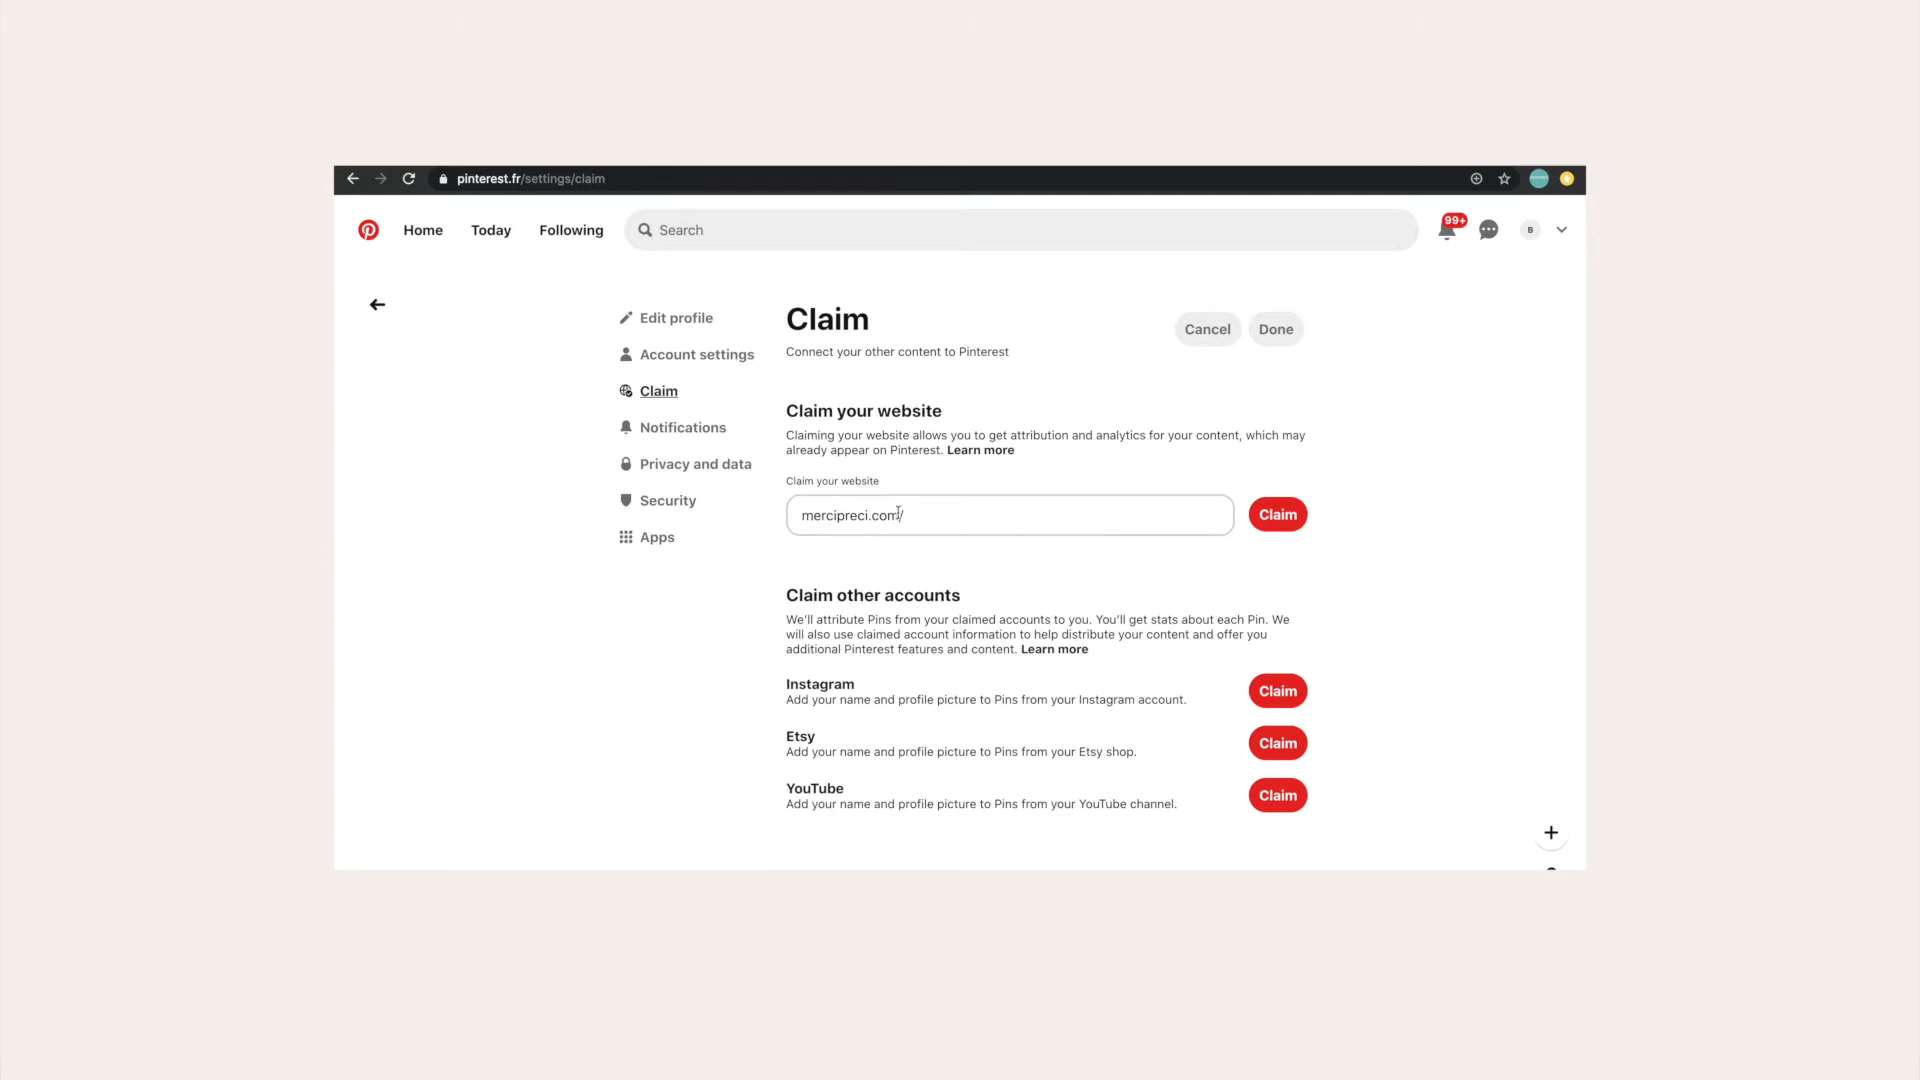 pinterest.fr/settings/claim
Home
Today
Following
Search
99+
B
Edit profile
Account settings
Claim
Notifications
Privacy and data
Security
Apps
Claim
Connect your other content to Pinterest
Cancel
Done
Claim your website
Claiming your website allows you to get attribution and analytics for your content, which may
already appear on Pinterest. Learn more
Claim your website
mercipreci.com/
Claim
Claim other accounts
We'll attribute Pins from your claimed accounts to you. You'll get stats about each Pin. We
will also use claimed account information to help distribute your content and offer you
additional Pinterest features and content. Learn more
Instagram
Add your name and profile picture to Pins from your Instagram account.
Claim
Etsy
Add your name and profile picture to Pins from your Etsy shop.
Claim
YouTube
Add your name and profile picture to Pins from your YouTube channel.
Claim